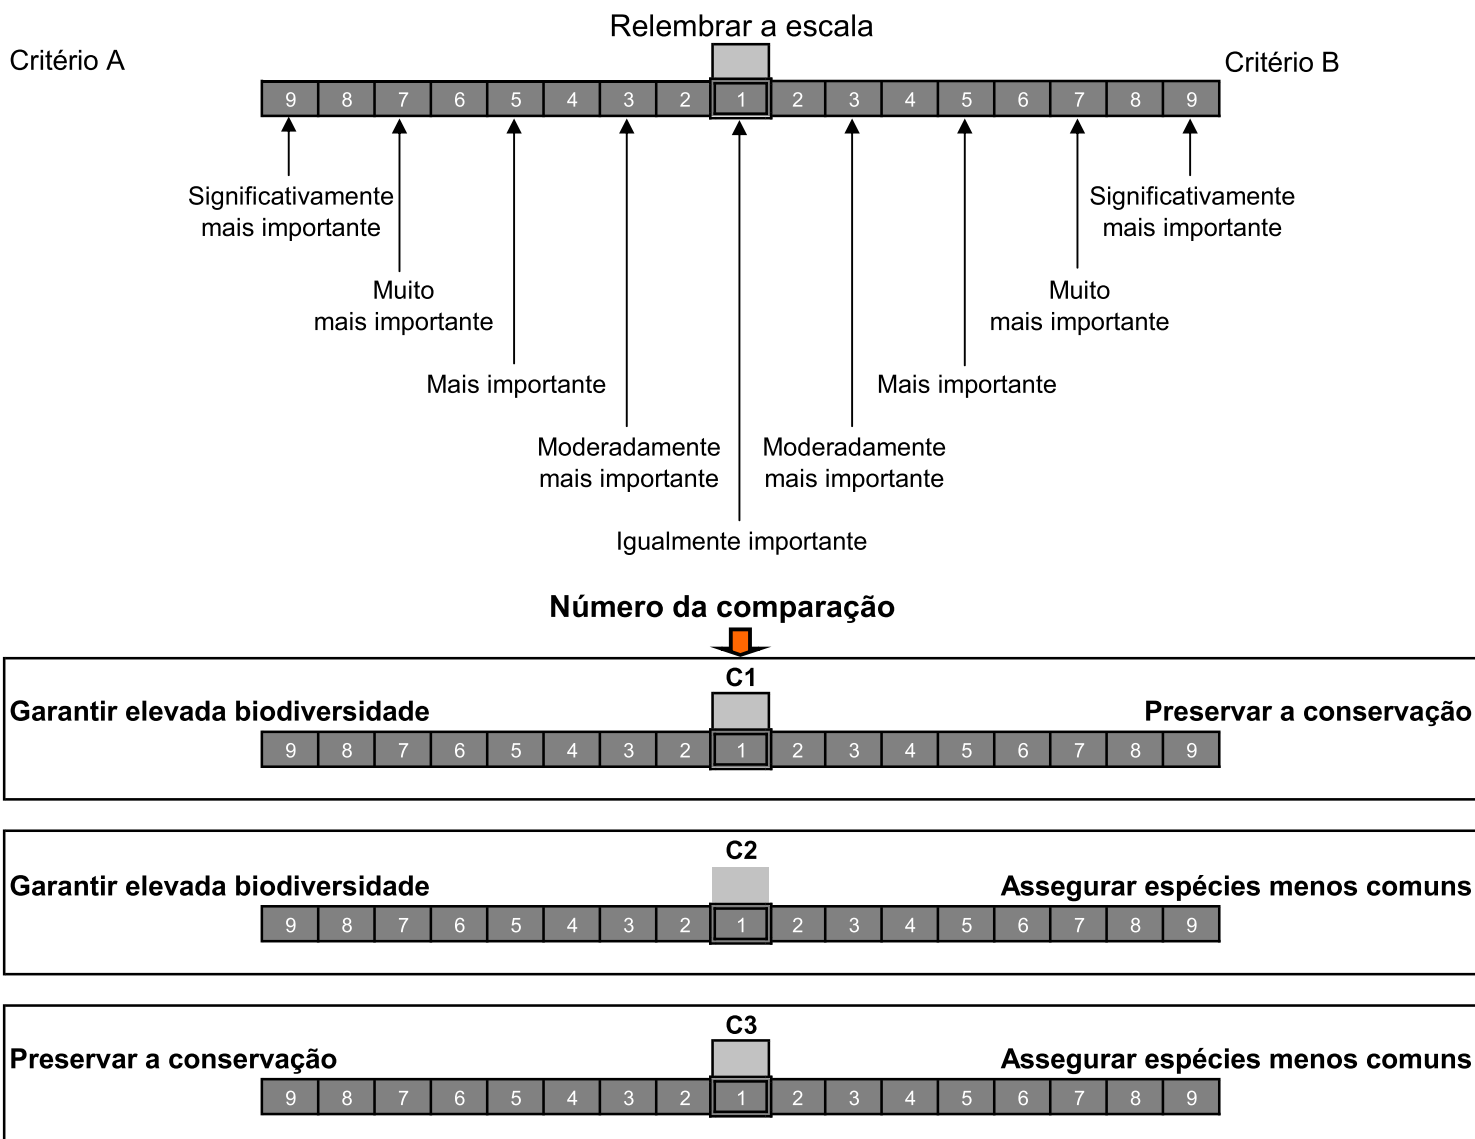 Relembrar a escala
Critério A
Critério B
9 8 7 6 5 4 3 2 1 2 3 4 5 6 7 8 9
Significativamente
mais importante
Significativamente
mais importante
Muito
mais importante
Muito
mais importante
Mais importante
Mais importante
Moderadamente
mais importante
Moderadamente
mais importante
Igualmente importante
Número da comparação
C1
Garantir elevada biodiversidade
Preservar a conservação
9 8 7 6 5 4 3 2 1 2 3 4 5 6 7 8 9
C2
Garantir elevada biodiversidade
Assegurar espécies menos comuns
9 8 7 6 5 4 3 2 1 2 3 4 5 6 7 8 9
C3
Preservar a conservação
Assegurar espécies menos comuns
9 8 7 6 5 4 3 2 1 2 3 4 5 6 7 8 9